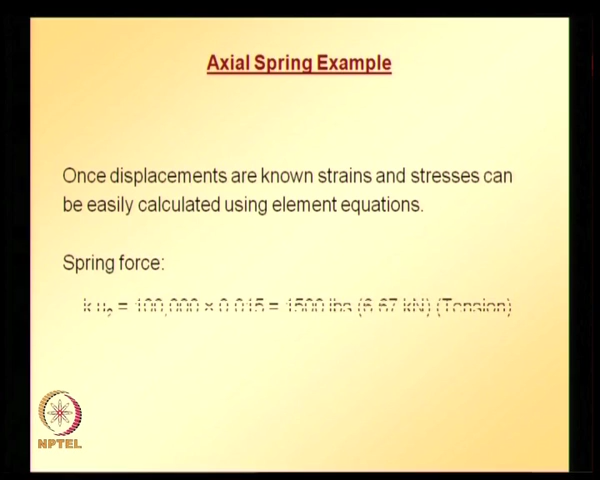 Axial Spring Example
Once displacements are known strains and stresses can
be easily calculated using element equations.
Spring force:
k u₂ = 100,000 × 0.015 = 1500 lbs (6.67 kN) (Tension)
NPTEL